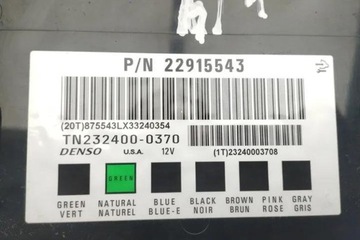 P/N 22915543
(20T)875543LX33240354
TN232400-0370
DENSO U.S.A. 12V (1T)23240003708
GREEN
GREEN NATURAL BLUE BLACK BROWN PINK GRAY
VERT NATUREL BLUE-E NOIR BRUN ROSE GRIS